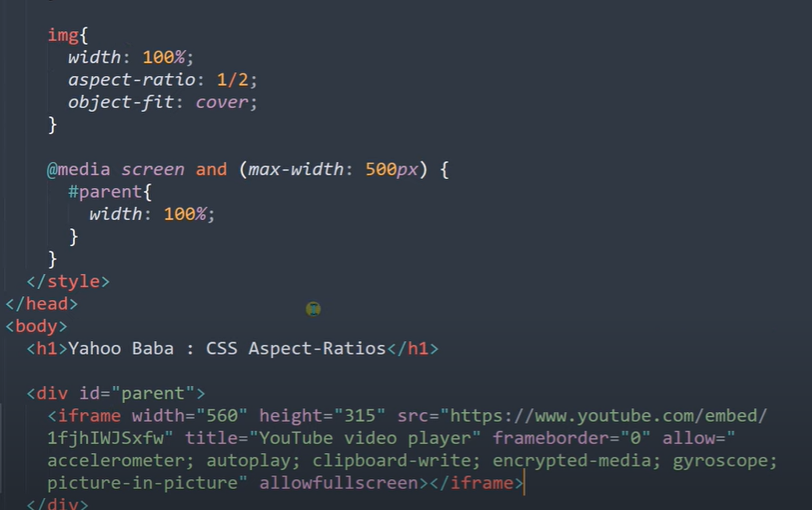 img{
width: 100%;
aspect-ratio: 1/2;
object-fit: cover;
}
@media screen and (max-width: 500px) {
#parent{
width: 100%;
}
}
</style>
</head>
<body>
<h1>Yahoo Baba : CSS Aspect-Ratios</h1>
<div id="parent">
<iframe width="560" height="315" src="https://www.youtube.com/embed/
1fjhIWJSxfw" title="YouTube video player" frameborder="0" allow="
accelerometer; autoplay; clipboard-write; encrypted-media; gyroscope;
picture-in-picture" allowfullscreen></iframe>
</div>